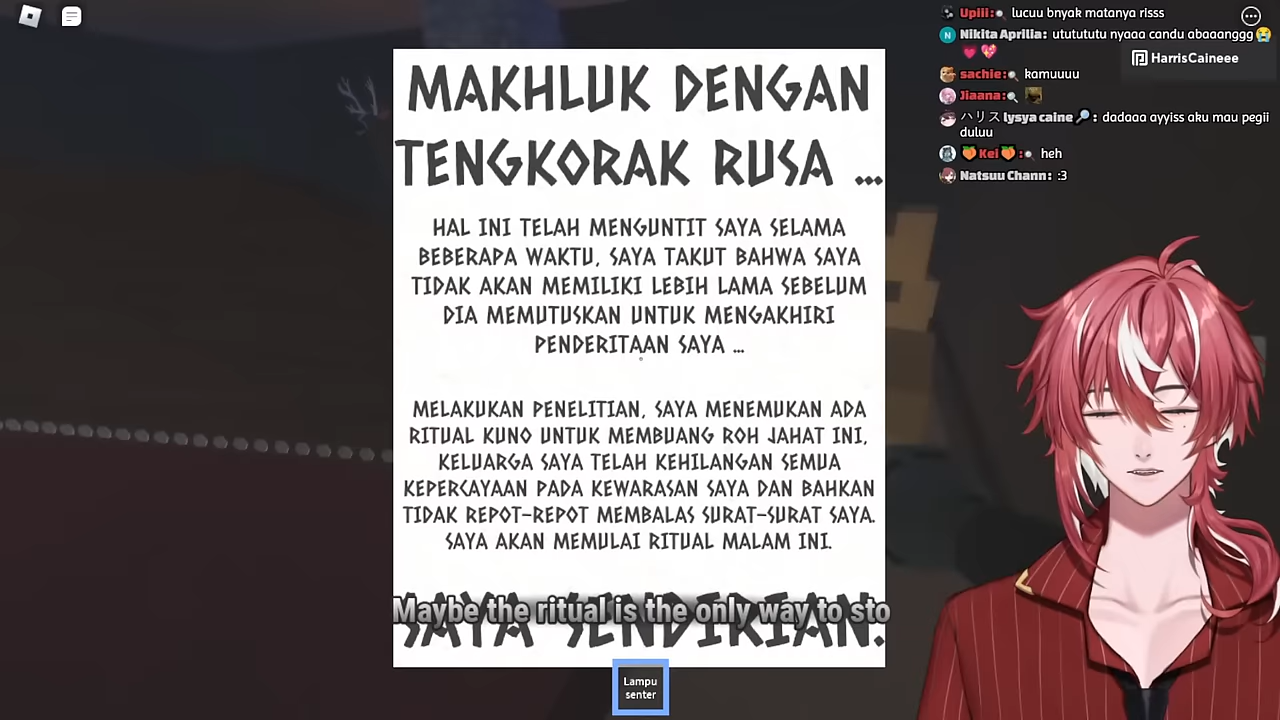 MAKHLUK DENGAN
TENGKORAK RUSA ...
HAL INI TELAH MENGUNTIT SAYA SELAMA
BEBERAPA WAKTU, SAYA TAKUT BAHWA SAYA
TIDAK AKAN MEMILIKI LEBIH LAMA SEBELUM
DIA MEMUTUSKAN UNTUK MENGAKHIRI
PENDERITAAN SAYA ...
MELAKUKAN PENELITIAN, SAYA MENEMUKAN ADA
RITUAL KUNO UNTUK MEMBUANG ROH JAHAT INI,
KELUARGA SAYA TELAH KEHILANGAN SEMUA
KEPERCAYAAN PADA KEWARASAN SAYA DAN BAHKAN
TIDAK REPOT-REPOT MEMBALAS SURAT-SURAT SAYA.
SAYA AKAN MEMULAI RITUAL MALAM INI.
SAYA SENDIRIAN.
Maybe the ritual is the only way to sto
Lampu
senter
Upiii: lucuu bnyak matanya risss
N Nikita Aprilia: utututututu nyaaa candu abaaanggg😭
💗💖
HarrisCaineee
sachie: kamuuuu
Jiaana:
ハリス lysya caine🔎: dadaaa ayyiss aku mau pegii
duluu
🍑Kei🍑: heh
Natsuu Chann: :3